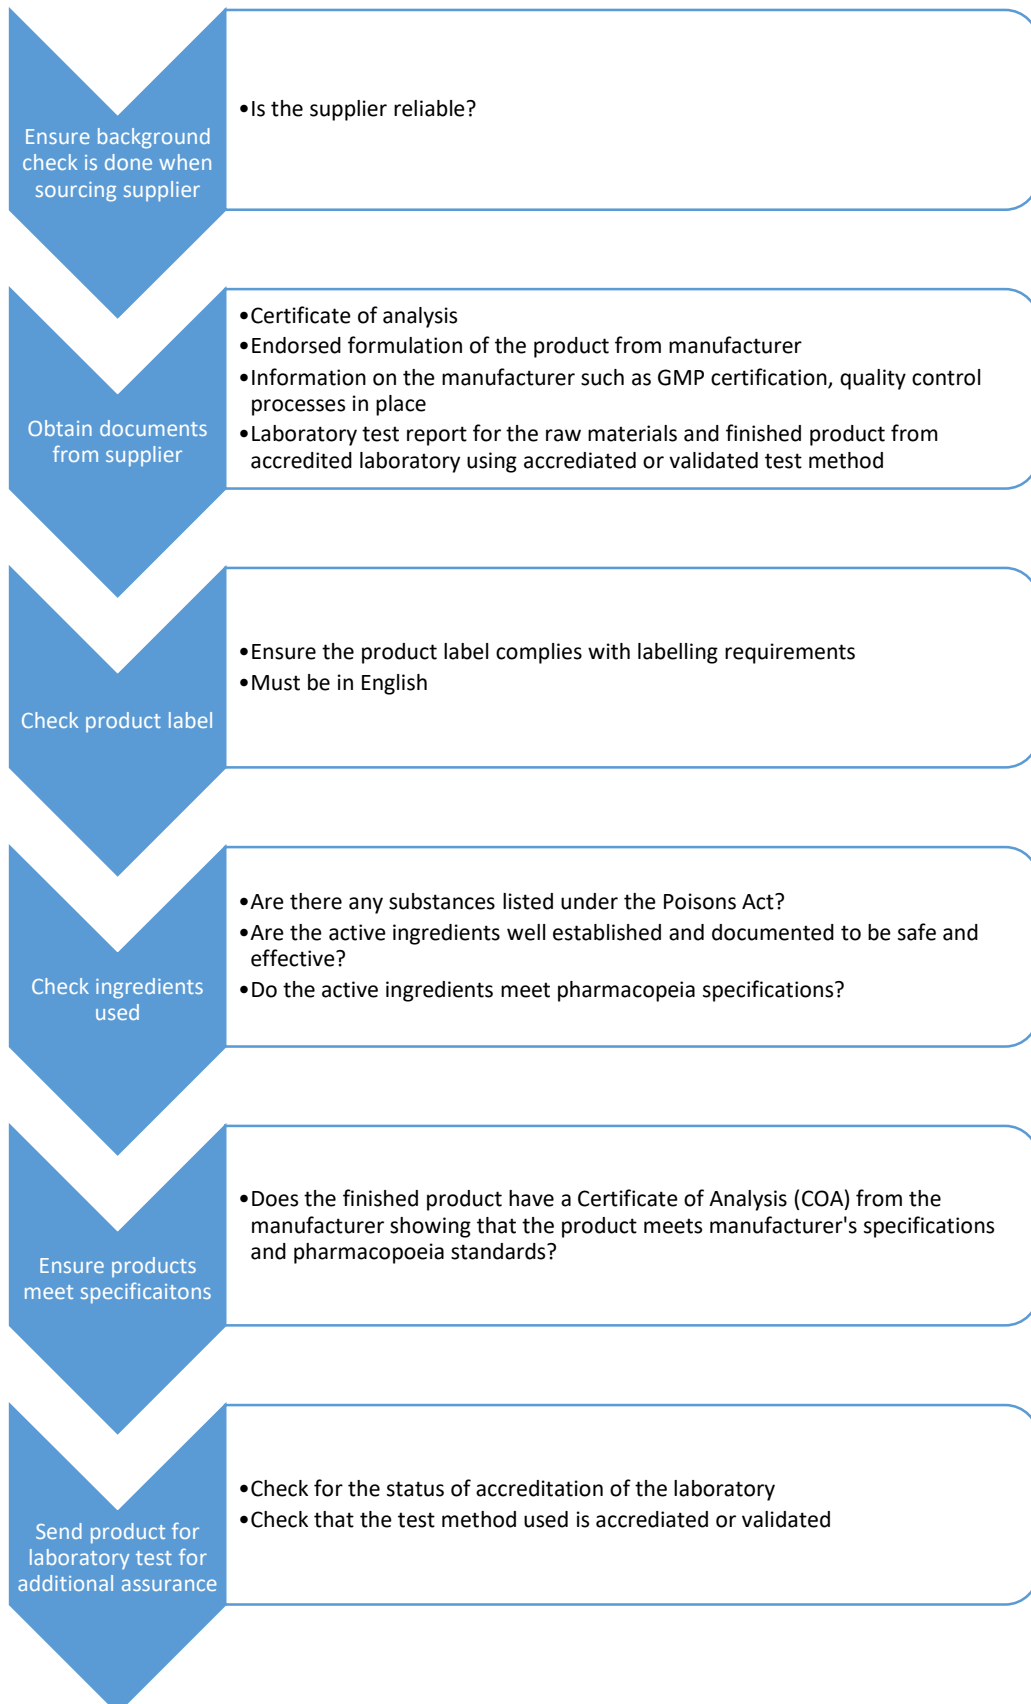 Ensure background
check is done when
sourcing supplier
•Is the supplier reliable?
Obtain documents
from supplier
•Certificate of analysis
•Endorsed formulation of the product from manufacturer
•Information on the manufacturer such as GMP certification, quality control
processes in place
•Laboratory test report for the raw materials and finished product from
accredited laboratory using accrediated or validated test method
Check product label
•Ensure the product label complies with labelling requirements
•Must be in English
Check ingredients
used
•Are there any substances listed under the Poisons Act?
•Are the active ingredients well established and documented to be safe and
effective?
•Do the active ingredients meet pharmacopeia specifications?
Ensure products
meet specificaitons
•Does the finished product have a Certificate of Analysis (COA) from the
manufacturer showing that the product meets manufacturer's specifications
and pharmacopoeia standards?
Send product for
laboratory test for
additional assurance
•Check for the status of accreditation of the laboratory
•Check that the test method used is accrediated or validated